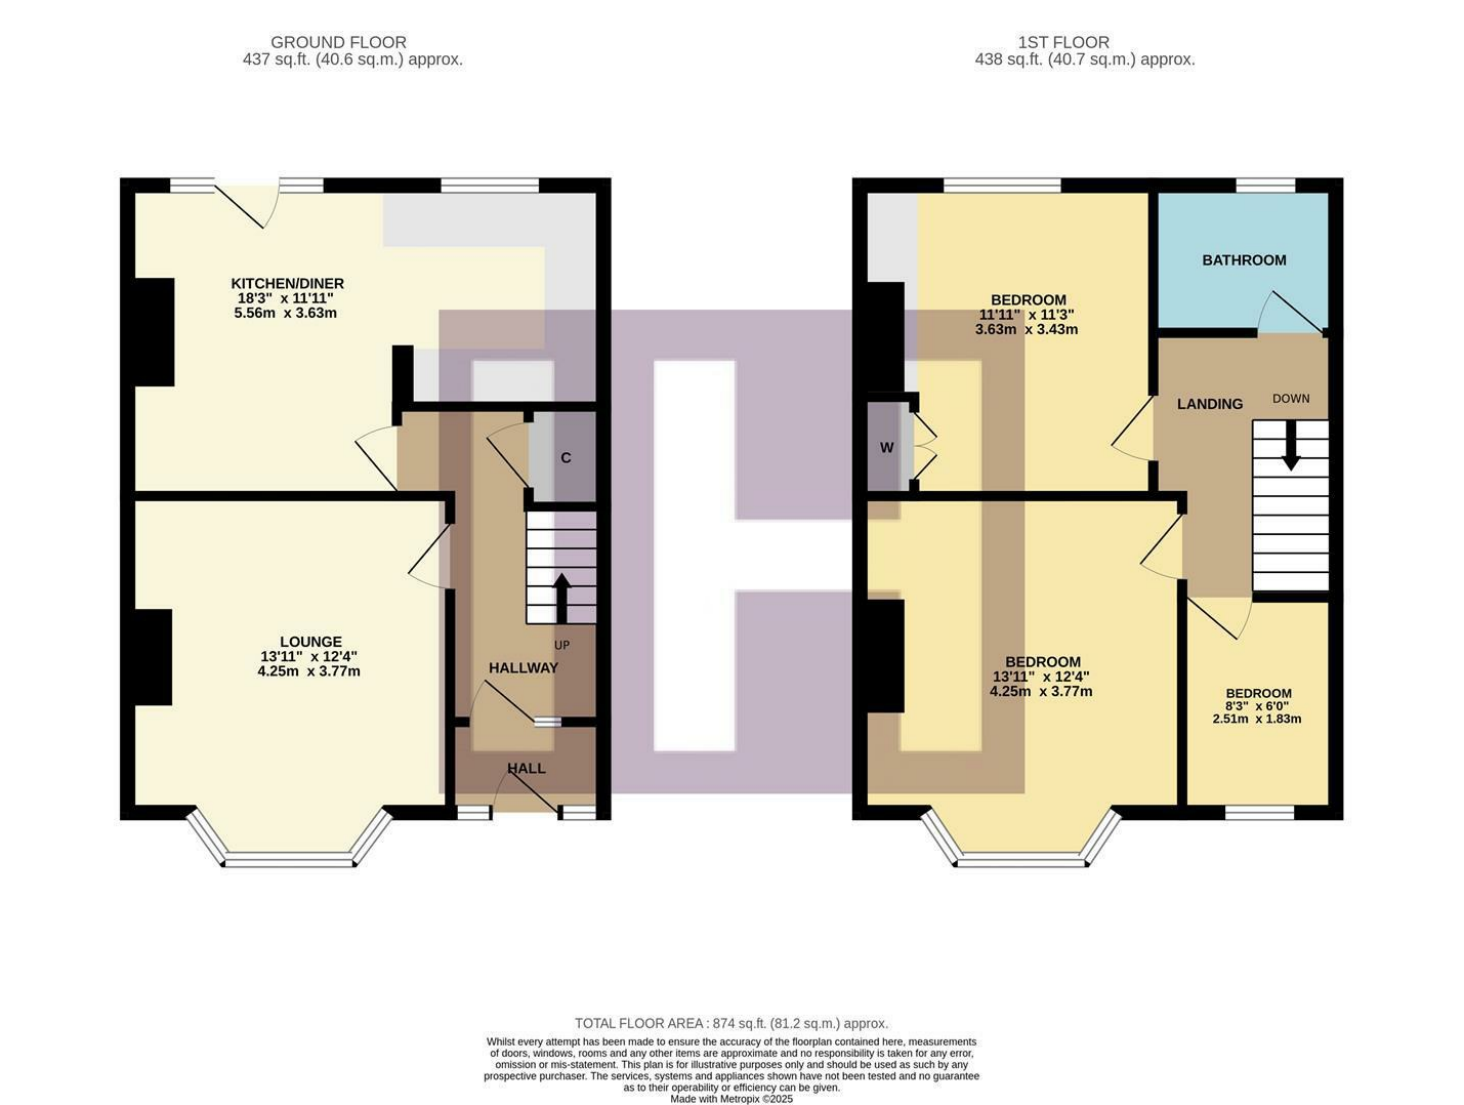 GROUND FLOOR
437 sq.ft. (40.6 sq.m.) approx.
1ST FLOOR
438 sq.ft. (40.7 sq.m.) approx.
KITCHEN/DINER
18'3" x 11'11"
5.56m x 3.63m
C
LOUNGE
13'11" x 12'4"
4.25m x 3.77m
UP
HALLWAY
HALL
BATHROOM
BEDROOM
11'11" x 11'3"
3.63m x 3.43m
LANDING
DOWN
W
BEDROOM
13'11" x 12'4"
4.25m x 3.77m
BEDROOM
8'3" x 6'0"
2.51m x 1.83m
TOTAL FLOOR AREA : 874 sq.ft. (81.2 sq.m.) approx.
Whilst every attempt has been made to ensure the accuracy of the floorplan contained here, measurements
of doors, windows, rooms and any other items are approximate and no responsibility is taken for any error,
omission or mis-statement. This plan is for illustrative purposes only and should be used as such by any
prospective purchaser. The services, systems and appliances shown have not been tested and no guarantee
as to their operability or efficiency can be given.
Made with Metropix ©2025